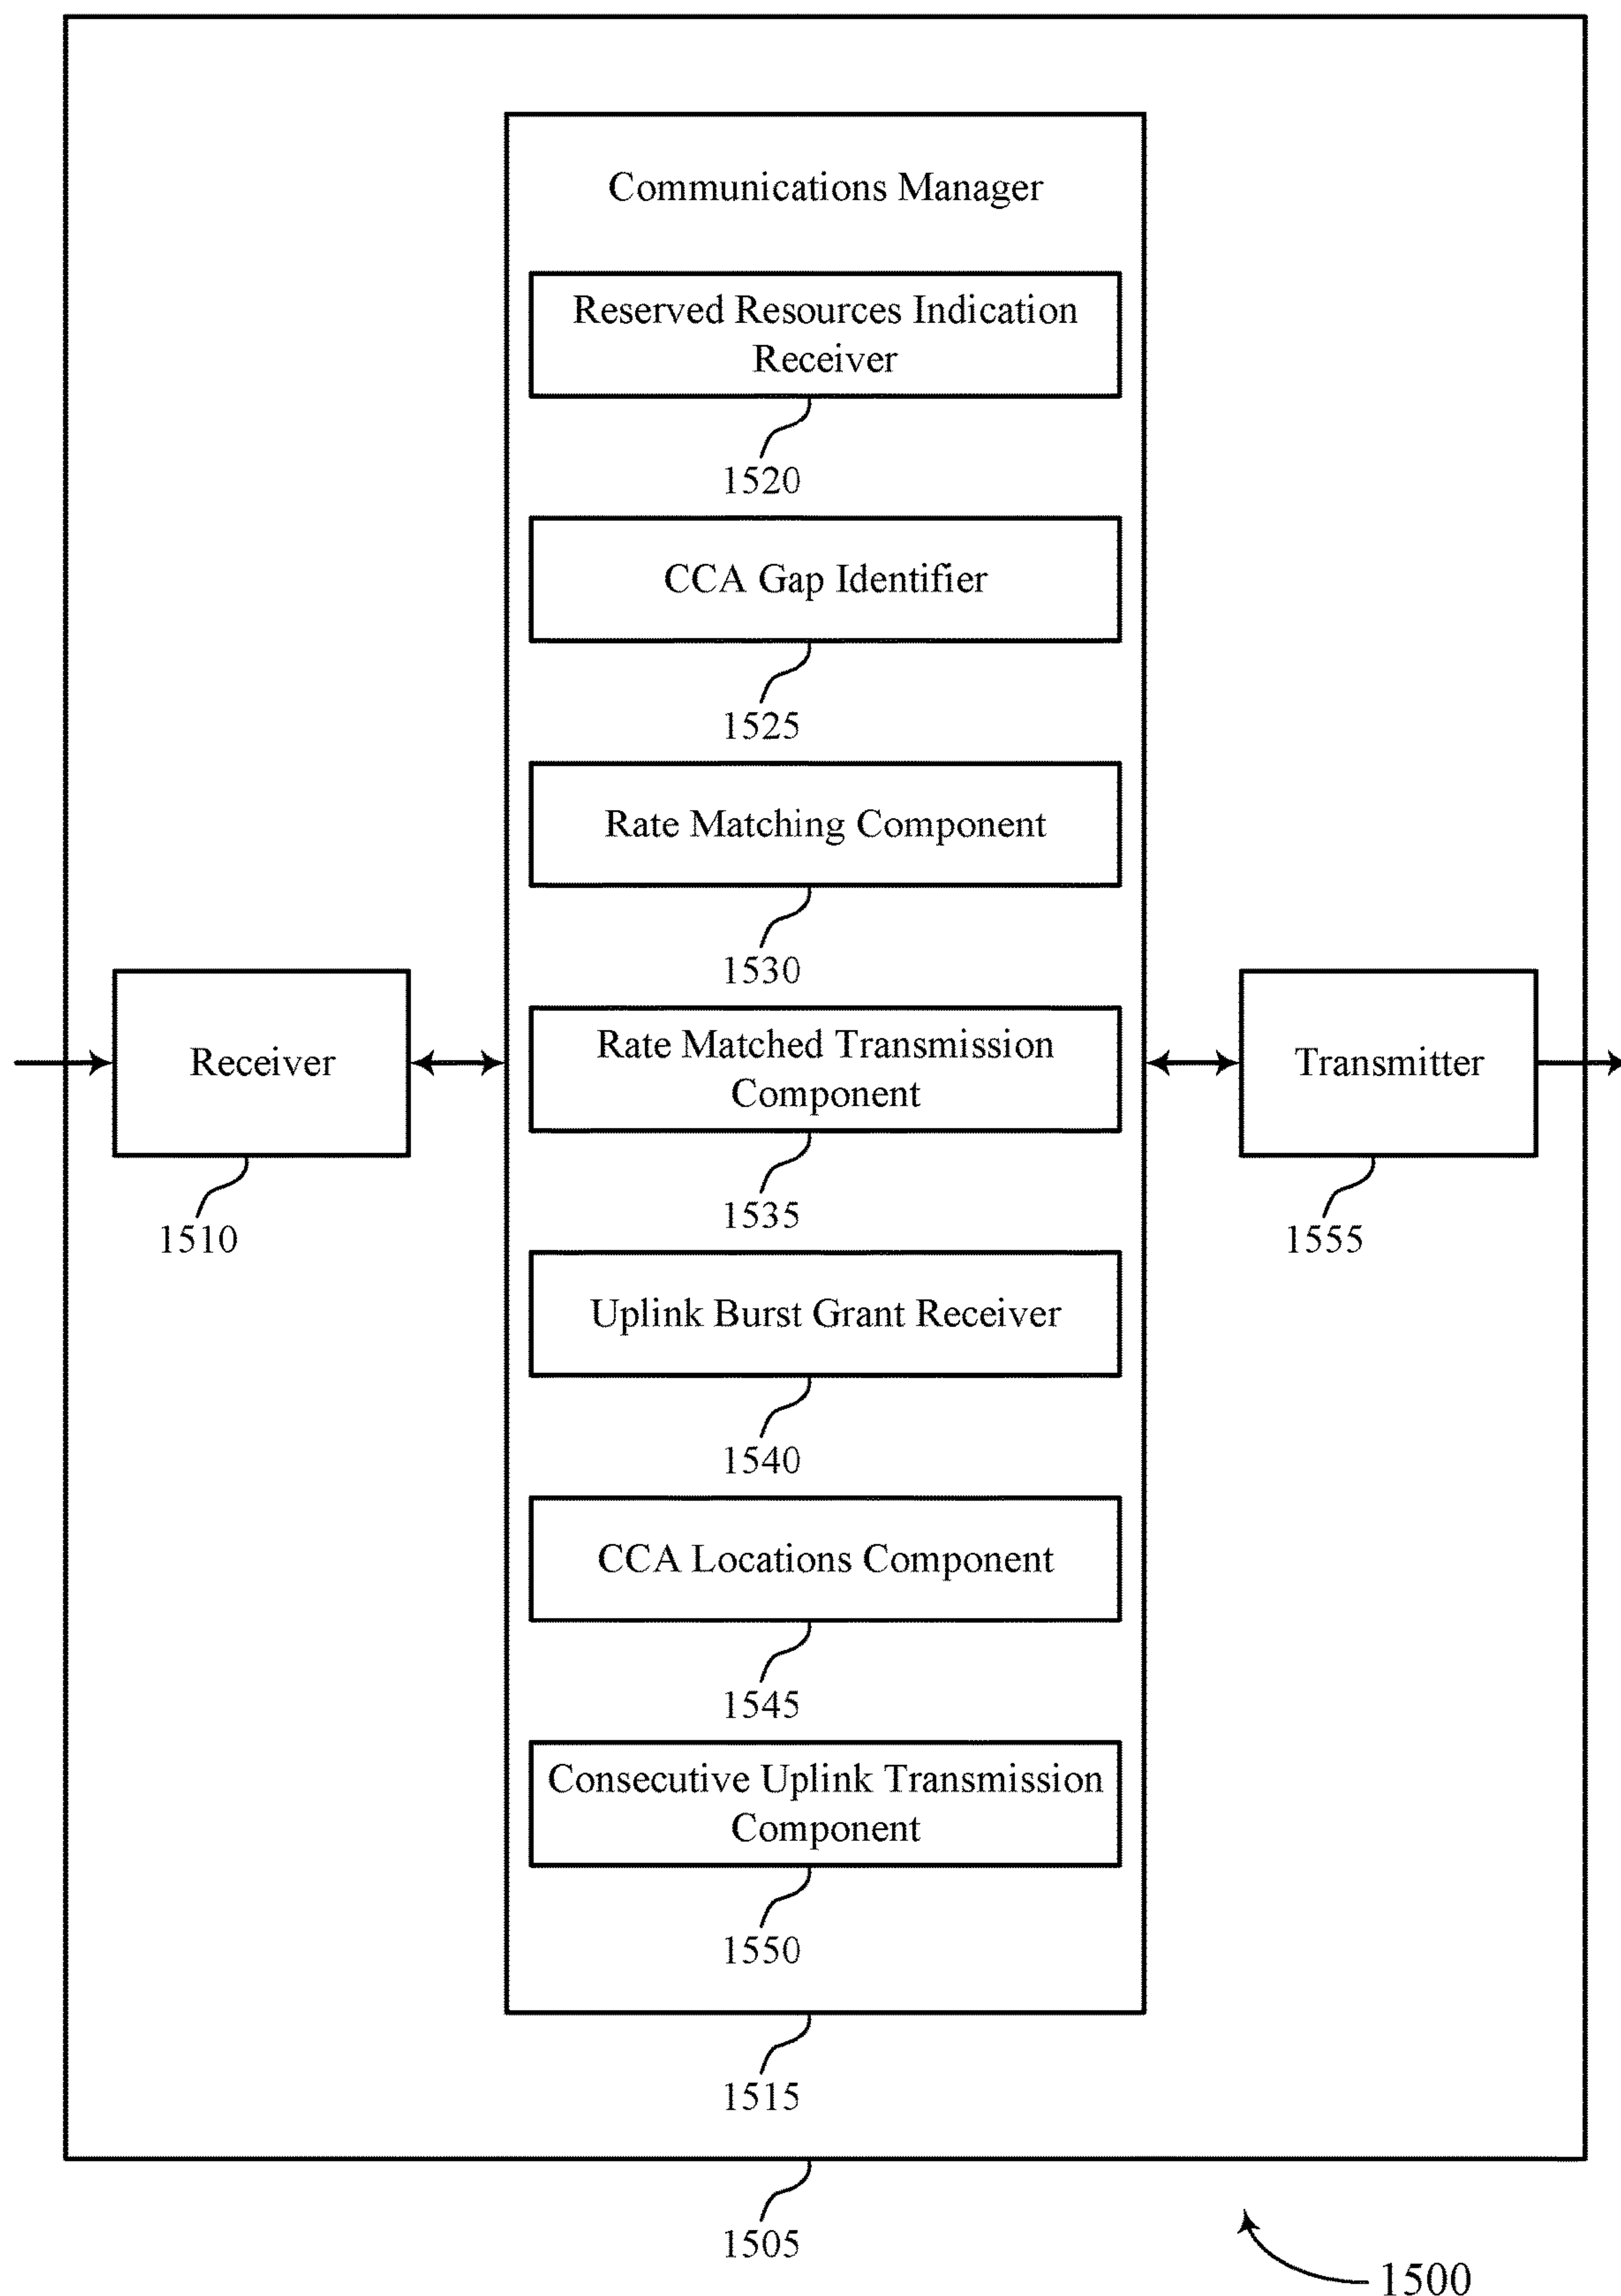 Communications Manager
Reserved Resources Indication
Receiver
1520
CCA Gap Identifier
1525
Rate Matching Component
1530
Receiver
1510
Rate Matched Transmission
Component
1535
Transmitter
1555
Uplink Burst Grant Receiver
1540
CCA Locations Component
1545
Consecutive Uplink Transmission
Component
1550
1515
1505
1500